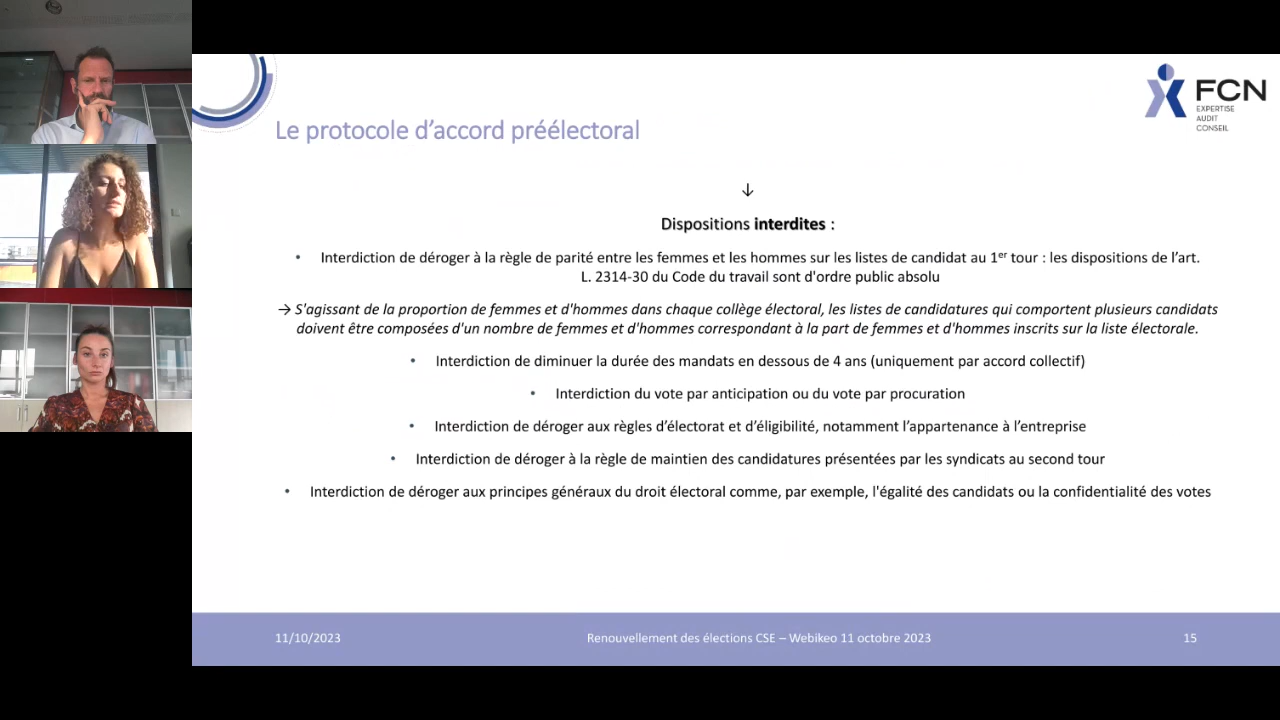 FCN
EXPERTISE
AUDIT
CONSEIL
Le protocole d'accord préélectoral
↓
Dispositions interdites :
• Interdiction de déroger à la règle de parité entre les femmes et les hommes sur les listes de candidat au 1er tour : les dispositions de l'art.
L. 2314-30 du Code du travail sont d'ordre public absolu
→ S'agissant de la proportion de femmes et d'hommes dans chaque collège électoral, les listes de candidatures qui comportent plusieurs candidats
doivent être composées d'un nombre de femmes et d'hommes correspondant à la part de femmes et d'hommes inscrits sur la liste électorale.
• Interdiction de diminuer la durée des mandats en dessous de 4 ans (uniquement par accord collectif)
• Interdiction du vote par anticipation ou du vote par procuration
• Interdiction de déroger aux règles d'électorat et d'éligibilité, notamment l'appartenance à l'entreprise
• Interdiction de déroger à la règle de maintien des candidatures présentées par les syndicats au second tour
• Interdiction de déroger aux principes généraux du droit électoral comme, par exemple, l'égalité des candidats ou la confidentialité des votes
11/10/2023
Renouvellement des élections CSE – Webikeo 11 octobre 2023
15